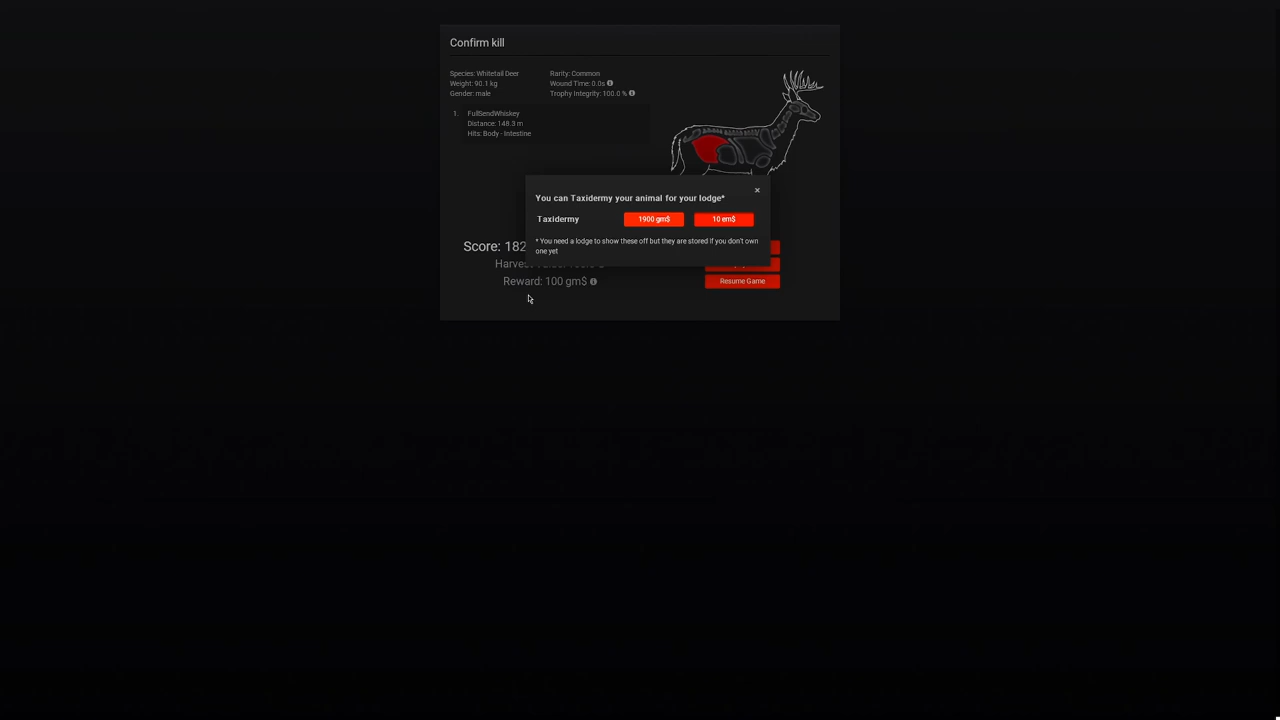 Confirm kill
Species: Whitetail Deer
Weight: 90.1 kg
Gender: male
Rarity: Common
Wound Time: 0.0s
Trophy Integrity: 100.0 %
1. FullSendWhiskey
Distance: 148.3 m
Hits: Body - Intestine
×
You can Taxidermy your animal for your lodge*
Taxidermy 1900 gm$ 10 em$
* You need a lodge to show these off but they are stored if you don't own
one yet
Score: 182
Reward: 100 gm$
Resume Game